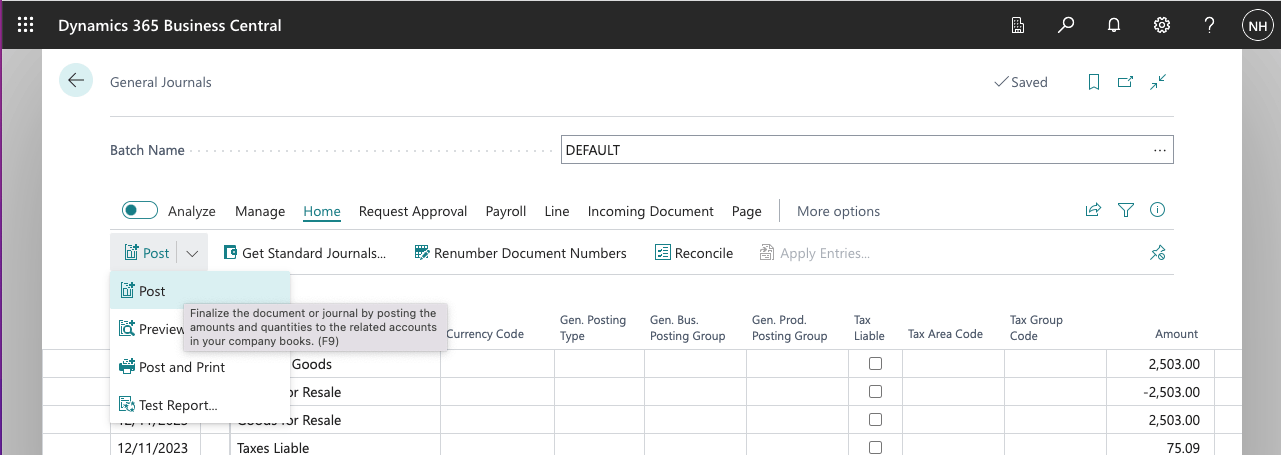 Dynamics 365 Business Central
NH
General Journals
Saved
Batch Name
DEFAULT
Analyze Manage Home Request Approval Payroll Line Incoming Document Page More options
Post Get Standard Journals... Renumber Document Numbers Reconcile Apply Entries...
Post
Finalize the document or journal by posting the
amounts and quantities to the related accounts
in your company books. (F9)
Preview
Post and Print
Test Report...
Currency Code
Gen. Posting
Type
Gen. Bus.
Posting Group
Gen. Prod.
Posting Group
Tax
Liable
Tax Area Code
Tax Group
Code
Amount
Goods 2,503.00
for Resale -2,503.00
12/11/2023 Goods for Resale 2,503.00
12/11/2023 Taxes Liable 75.09